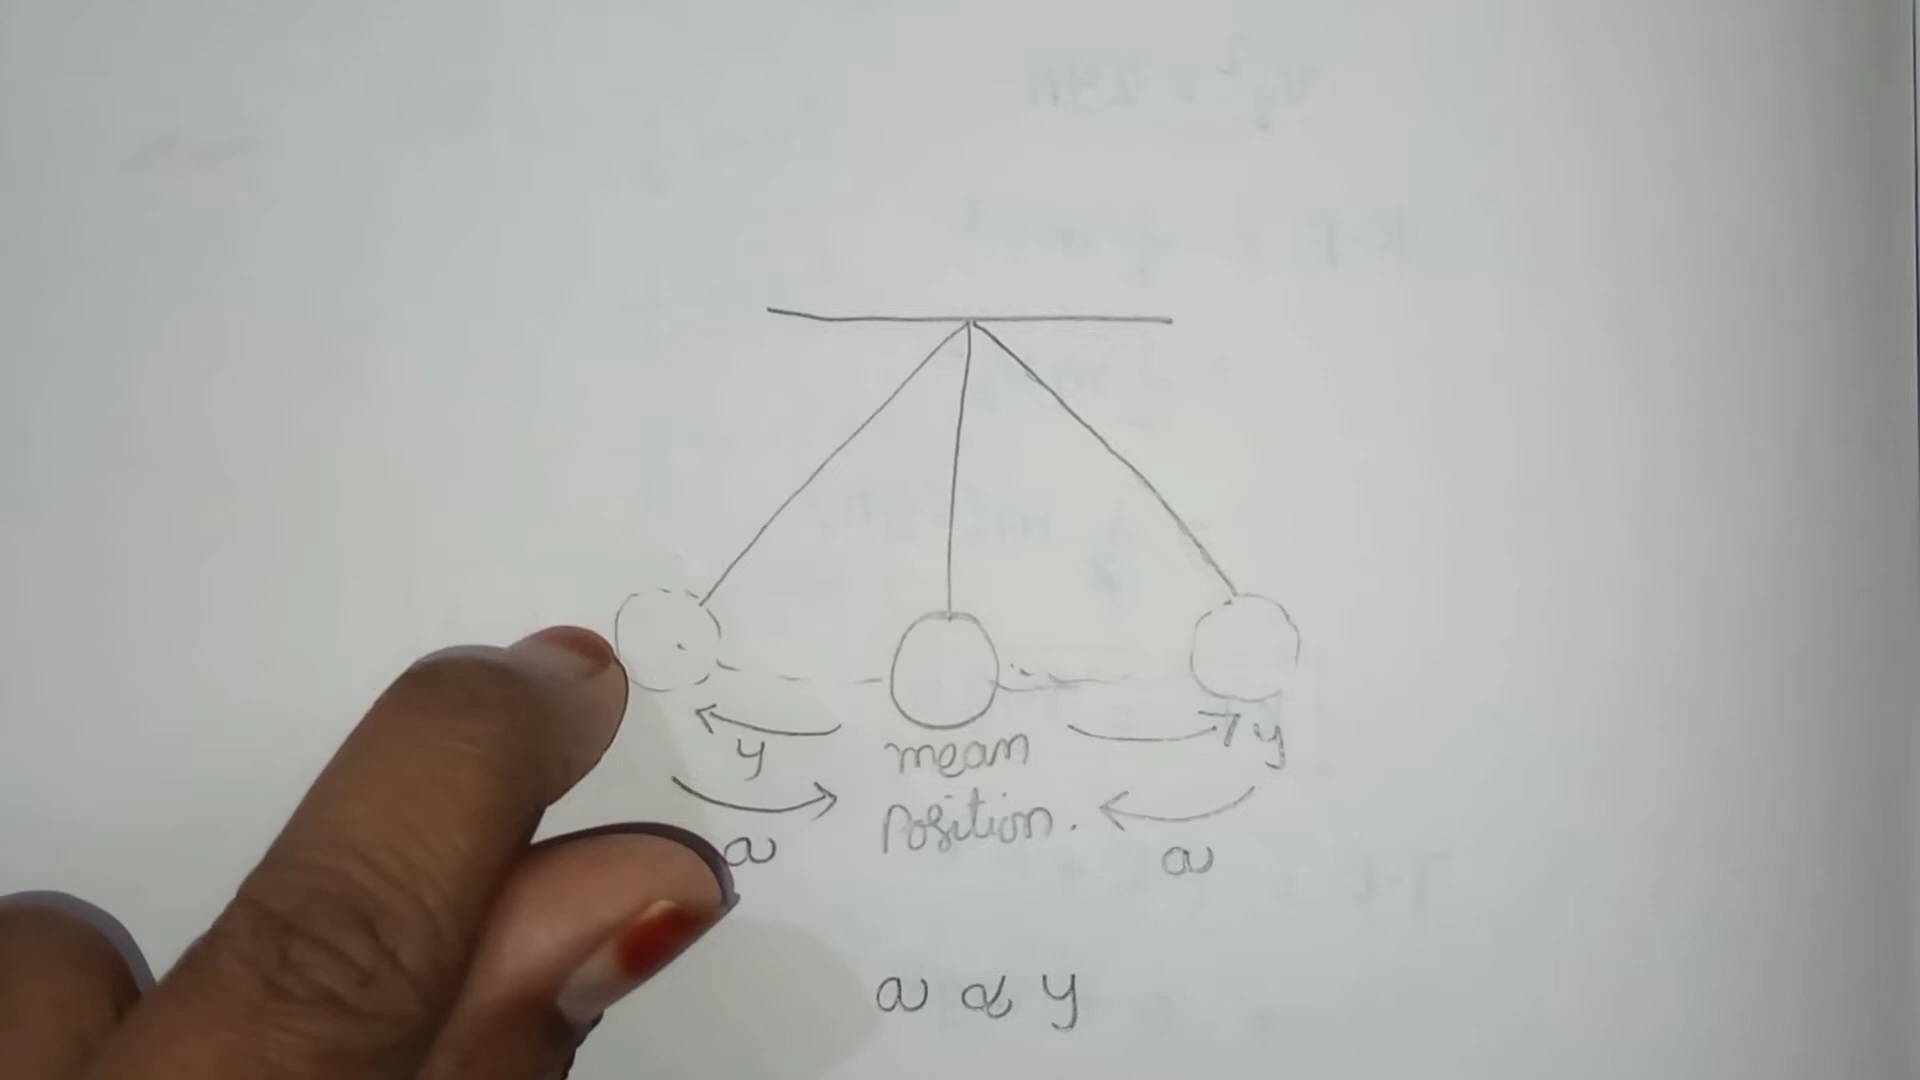 y
mean
y
position.
a
a
a α y